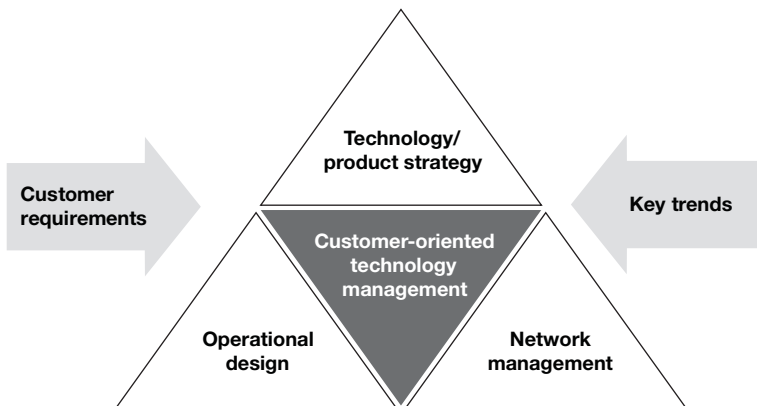 Technology/
product strategy
Customer
requirements
Key trends
Customer-oriented
technology
management
Operational
design
Network
management